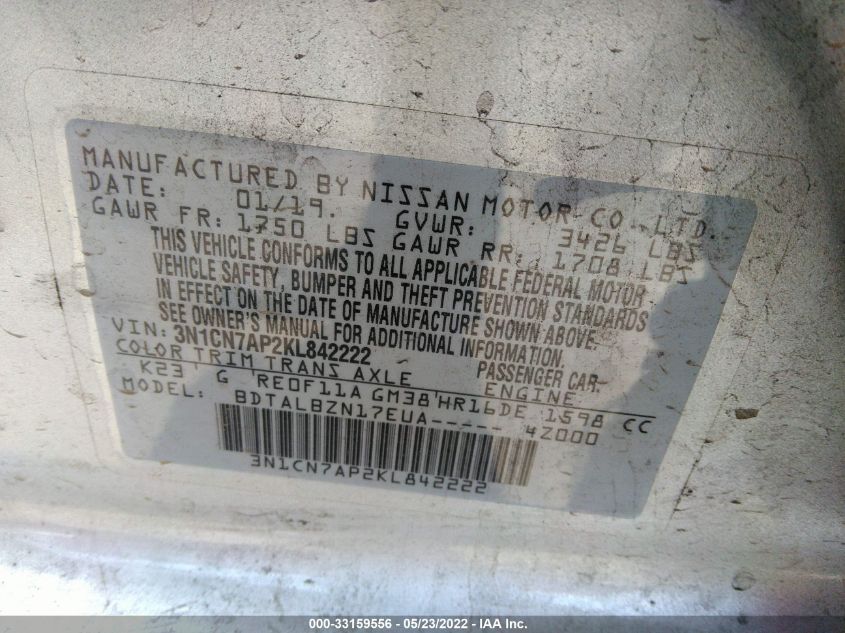 MANUFACTURED BY NISSAN MOTOR CO., LTD.
DATE: 01/19. GVWR: 3426 LBS
GAWR FR: 1750 LBS GAWR RR: 1708 LBS
THIS VEHICLE CONFORMS TO ALL APPLICABLE FEDERAL MOTOR
VEHICLE SAFETY, BUMPER AND THEFT PREVENTION STANDARDS
IN EFFECT ON THE DATE OF MANUFACTURE SHOWN ABOVE.
SEE OWNER'S MANUAL FOR ADDITIONAL INFORMATION.
VIN: 3N1CN7AP2KL842222 PASSENGER CAR
COLOR TRIM TRANS AXLE ENGINE
K23 G RE0F11A GM38 HR16DE 1598 CC
MODEL: BDTALBZN17EUA----- 4Z000
3N1CN7AP2KL842222
000-33159556 - 05/23/2022 - IAA Inc.